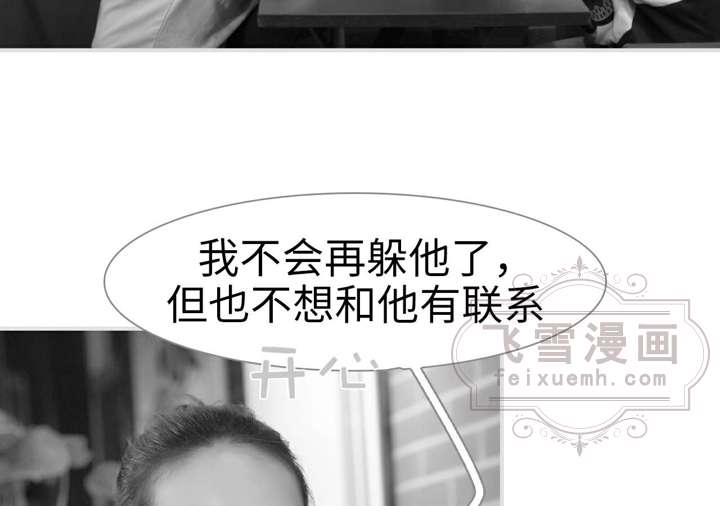 我不会再躲他了，
但也不想和他有联系
开心
飞雪漫画
feixuemh.com